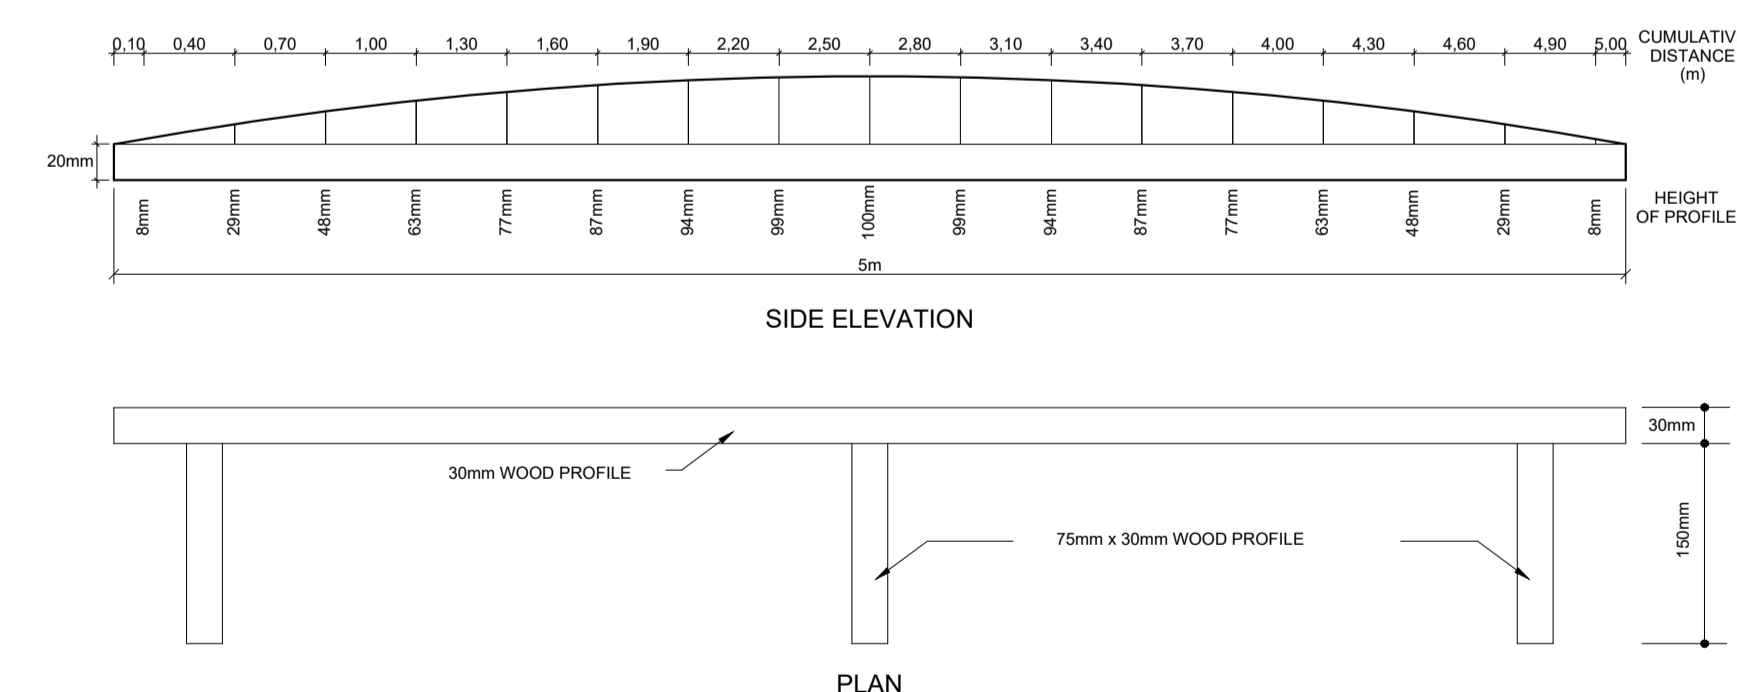 0,10 0,40 0,70 1,00 1,30 1,60 1,90 2,20 2,50 2,80 3,10 3,40 3,70 4,00 4,30 4,60 4,90 5,00
CUMULATIV
DISTANCE
(m)
20mm
8mm 29mm 48mm 63mm 77mm 87mm 94mm 99mm 100mm 99mm 94mm 87mm 77mm 63mm 48mm 29mm 8mm
HEIGHT
OF PROFILE
5m
SIDE ELEVATION
30mm
30mm WOOD PROFILE
75mm x 30mm WOOD PROFILE
150mm
PLAN